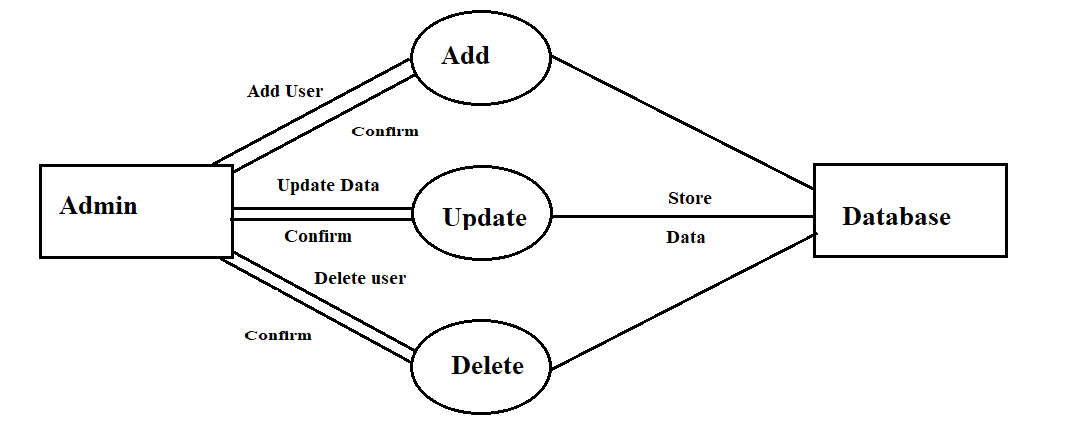 Add
Add User
Confirm
Admin
Update Data
Update
Confirm
Store
Data
Database
Delete user
Confirm
Delete